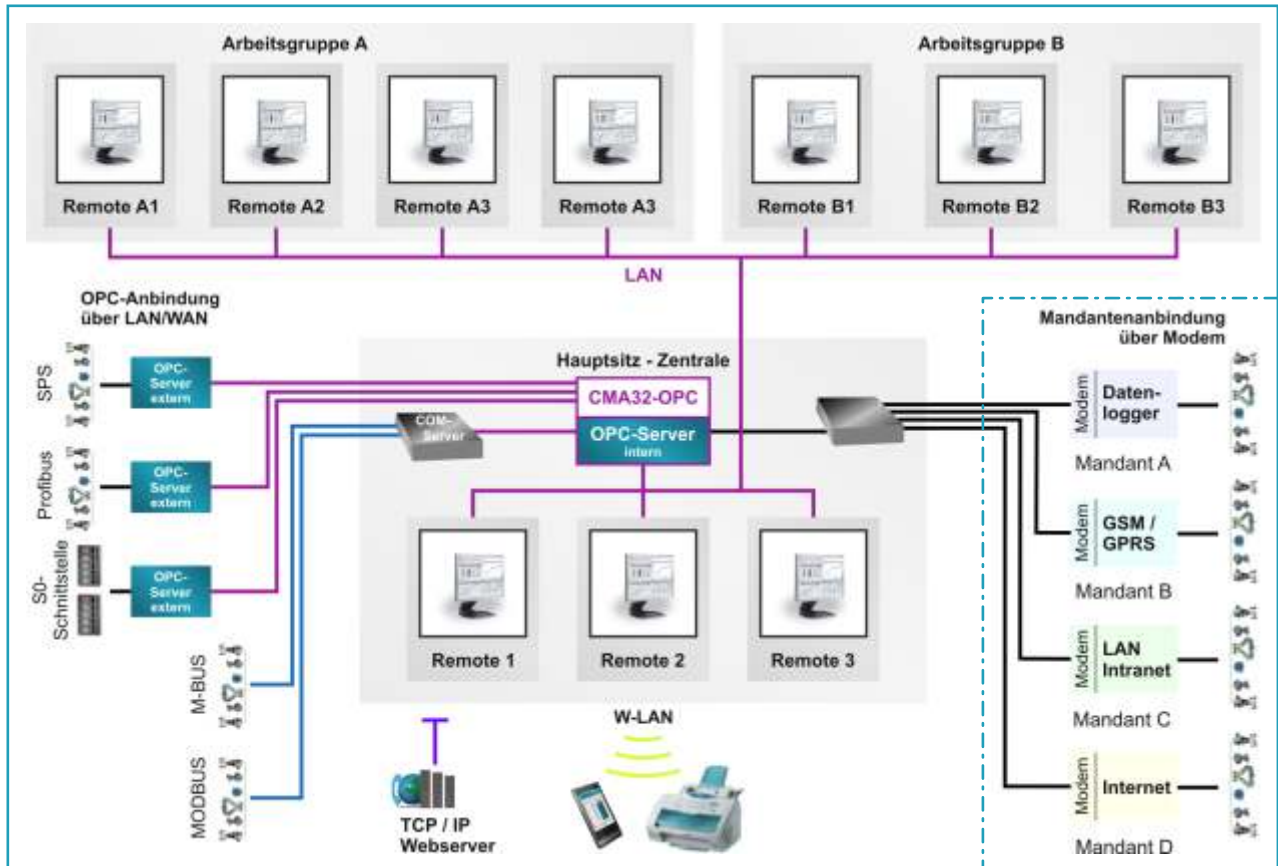 Arbeitsgruppe A
Arbeitsgruppe B
Remote A1
Remote A2
Remote A3
Remote A3
Remote B1
Remote B2
Remote B3
LAN
OPC-Anbindung
über LAN/WAN
SPS
OPC-
Server
extern
Profibus
OPC-
Server
extern
S0-
Schnittstelle
OPC-
Server
extern
M-BUS
MODBUS
Hauptsitz - Zentrale
CMA32-OPC
OPC-Server
intern
COM-
Server
Remote 1
Remote 2
Remote 3
W-LAN
TCP / IP
Webserver
Mandantenanbindung
über Modem
Modem
Daten-
logger
Mandant A
Modem
GSM /
GPRS
Mandant B
Modem
LAN
Intranet
Mandant C
Modem
Internet
Mandant D